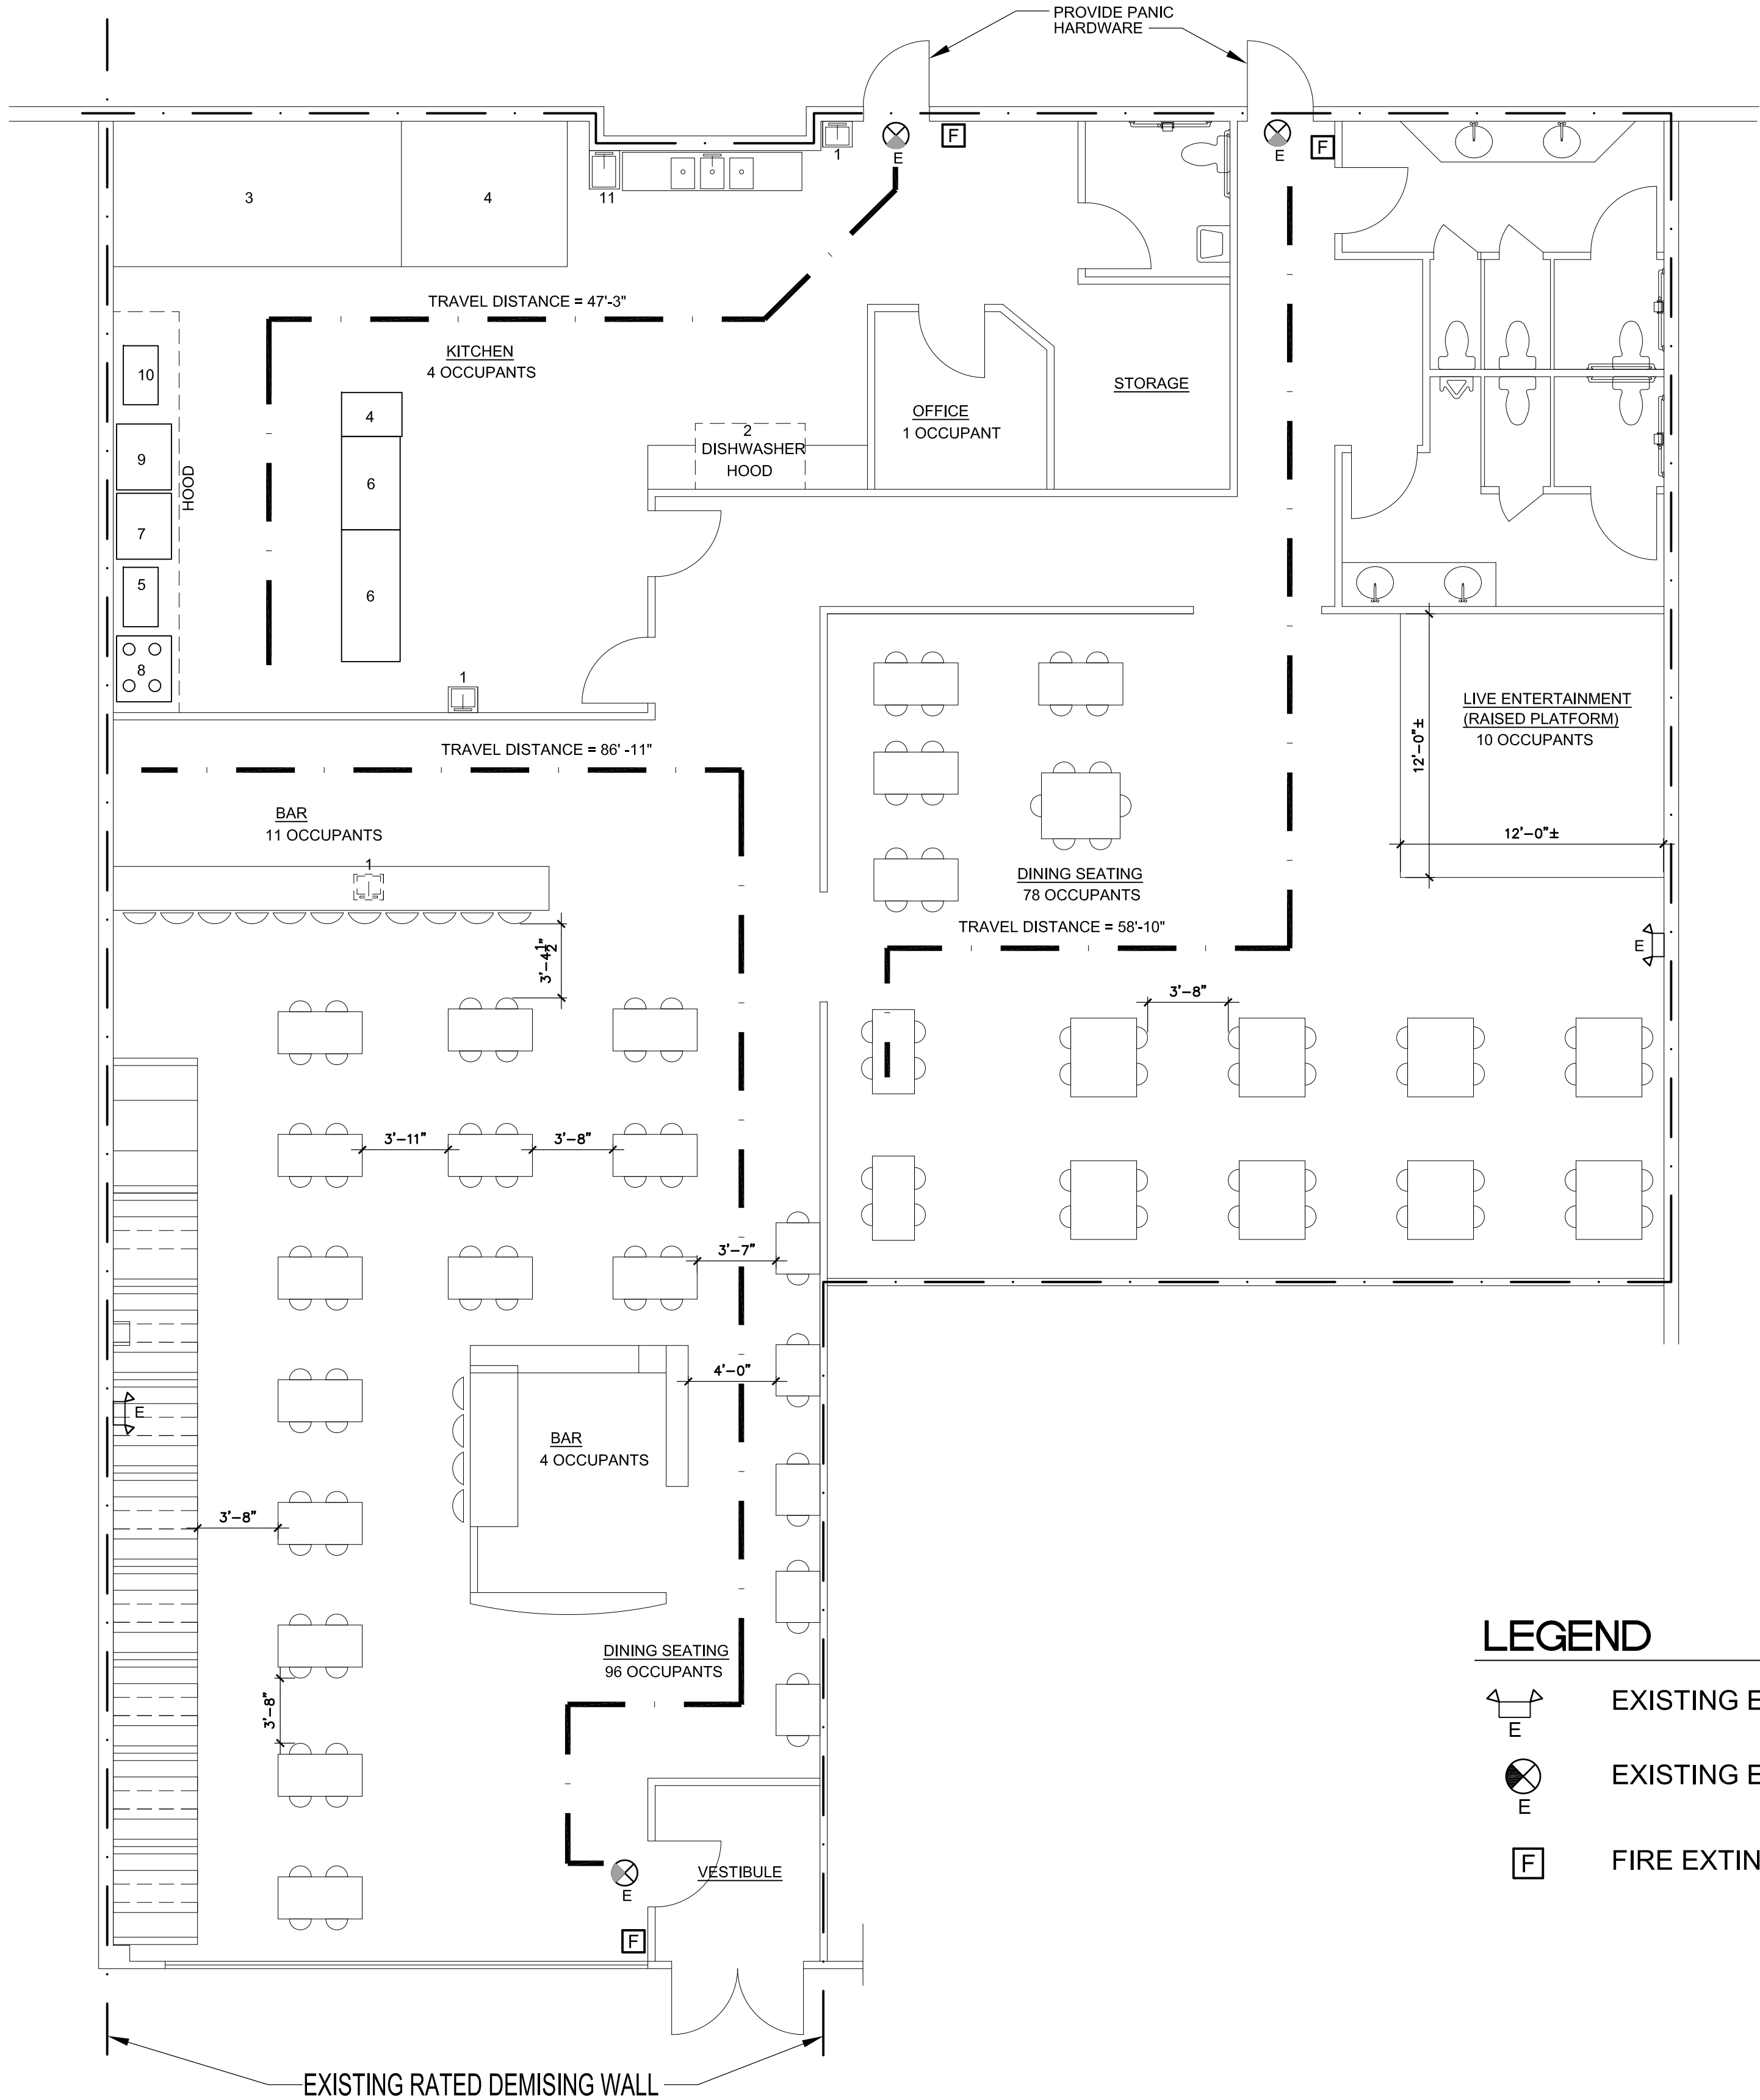 PROVIDE PANIC
HARDWARE
E
F
E
F
1
11
3
4
TRAVEL DISTANCE = 47'-3"
KITCHEN
4 OCCUPANTS
10
4
9
HOOD
6
7
5
6
8
1
2
DISHWASHER
HOOD
OFFICE
1 OCCUPANT
STORAGE
LIVE ENTERTAINMENT
(RAISED PLATFORM)
10 OCCUPANTS
12'-0"±
12'-0"±
TRAVEL DISTANCE = 86' -11"
BAR
11 OCCUPANTS
1
3'-4 1/2"
DINING SEATING
78 OCCUPANTS
TRAVEL DISTANCE = 58'-10"
E
3'-8"
3'-11"
3'-8"
3'-7"
4'-0"
E
BAR
4 OCCUPANTS
3'-8"
DINING SEATING
96 OCCUPANTS
3'-8"
VESTIBULE
E
F
EXISTING RATED DEMISING WALL
LEGEND
E
EXISTING E
E
EXISTING E
F
FIRE EXTIN